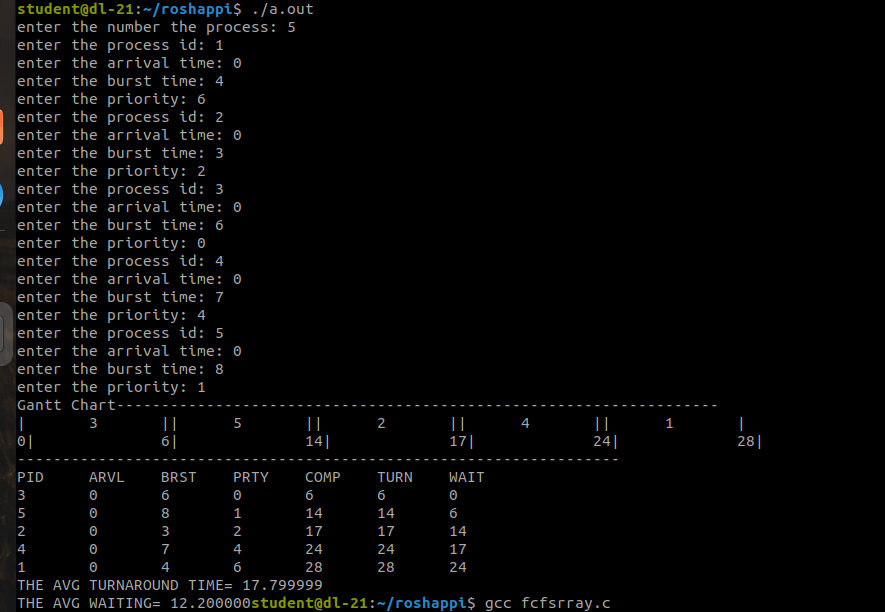 student@dl-21:~/roshappi$ ./a.out
enter the number the process: 5
enter the process id: 1
enter the arrival time: 0
enter the burst time: 4
enter the priority: 6
enter the process id: 2
enter the arrival time: 0
enter the burst time: 3
enter the priority: 2
enter the process id: 3
enter the arrival time: 0
enter the burst time: 6
enter the priority: 0
enter the process id: 4
enter the arrival time: 0
enter the burst time: 7
enter the priority: 4
enter the process id: 5
enter the arrival time: 0
enter the burst time: 8
enter the priority: 1
Gantt Chart-------------------------------------------------------------------
|       3       ||      5       ||      2       ||      4       ||      1       |
0|              6|              14|             17|             24|             28|
-------------------------------------------------------------------
PID     ARVL    BRST    PRTY    COMP    TURN    WAIT
3       0       6       0       6       6       0
5       0       8       1       14      14      6
2       0       3       2       17      17      14
4       0       7       4       24      24      17
1       0       4       6       28      28      24
THE AVG TURNAROUND TIME= 17.799999
THE AVG WAITING= 12.200000student@dl-21:~/roshappi$ gcc fcfsrray.c